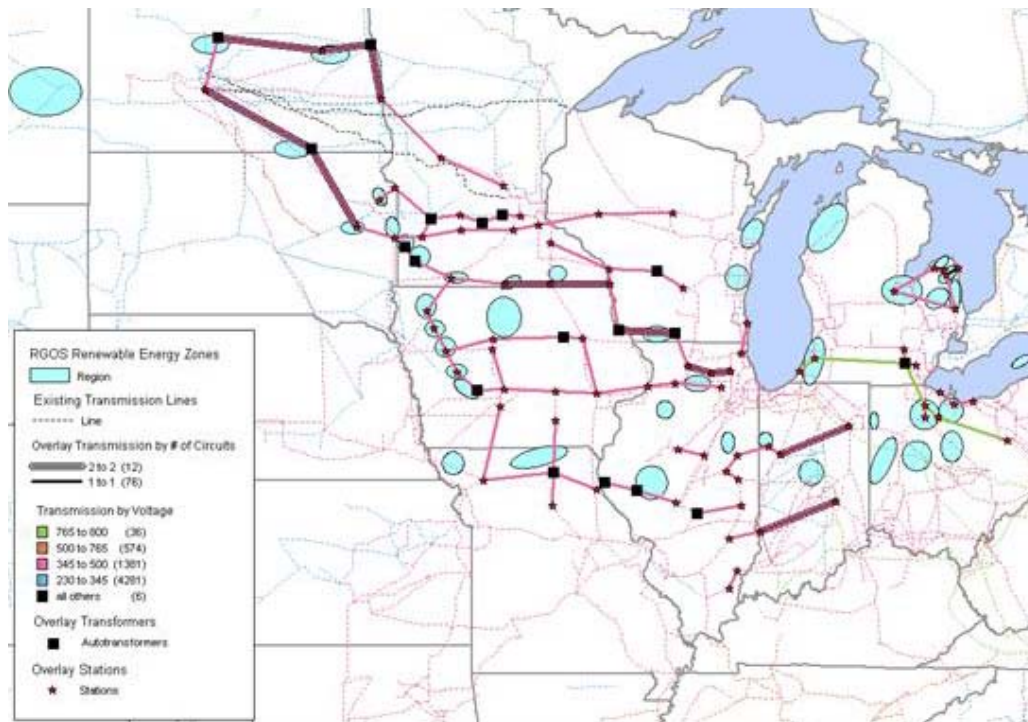 RGOS Renewable Energy Zones
Region
Existing Transmission Lines
Line
Overlay Transmission by # of Circuits
2 to 2 (12)
1 to 1 (76)
Transmission by Voltage
765 to 800 (36)
500 to 765 (574)
345 to 500 (1381)
230 to 345 (4281)
all others (5)
Overlay Transformers
Autotransformers
Overlay Stations
Stations